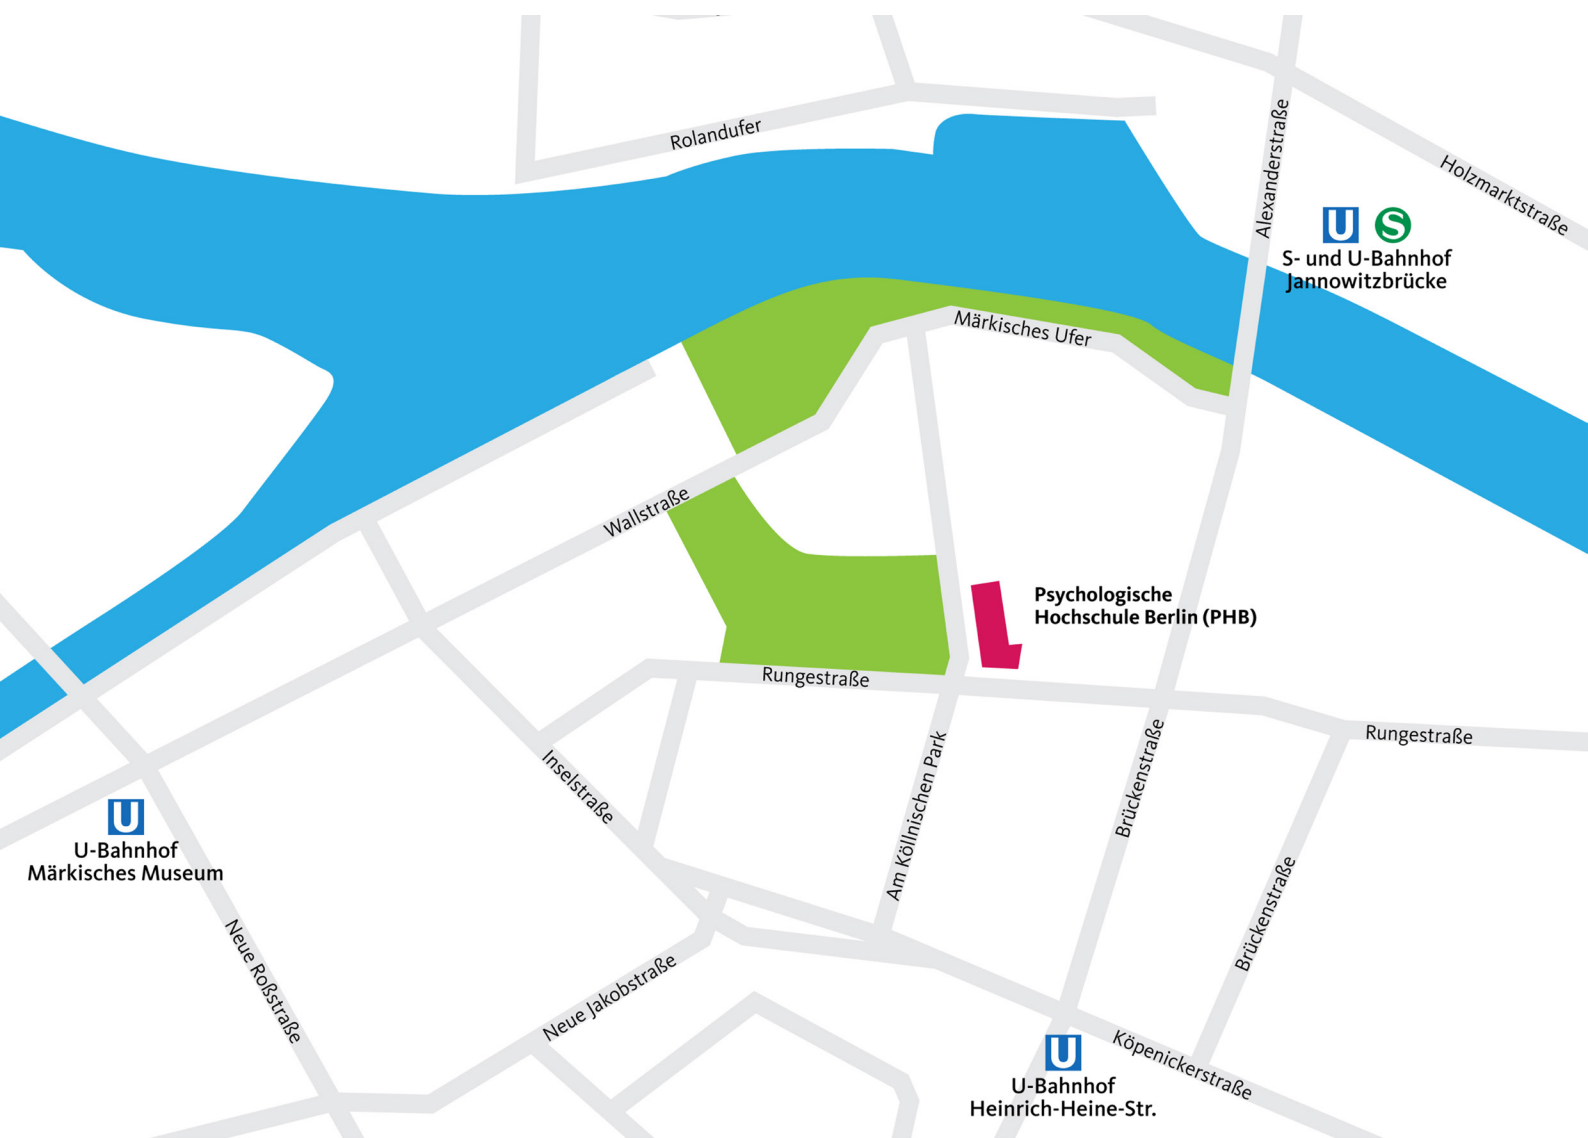 Rolandufer
Alexanderstraße
Holzmarktstraße
U S
S- und U-Bahnhof
Jannowitzbrücke
Märkisches Ufer
Wallstraße
Psychologische
Hochschule Berlin (PHB)
Rungestraße
Rungestraße
Inselstraße
Am Köllnischen Park
Brückenstraße
Brückenstraße
U
U-Bahnhof
Märkisches Museum
Neue Roßstraße
Neue Jakobstraße
Köpenickerstraße
U
U-Bahnhof
Heinrich-Heine-Str.